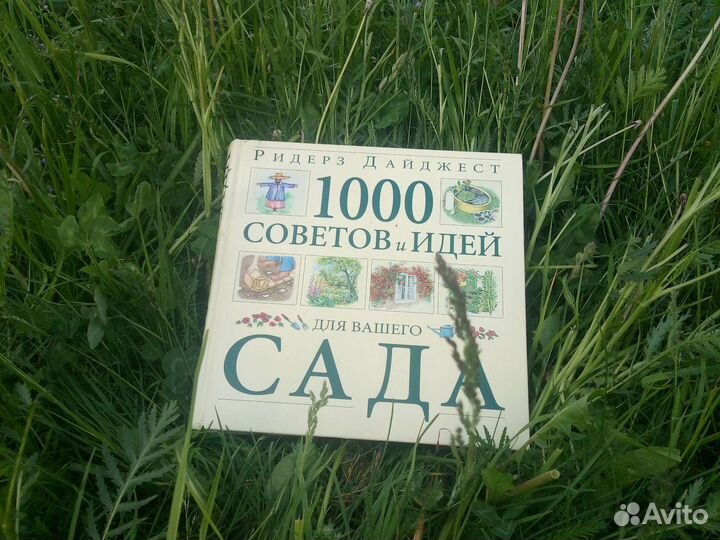 Ридерз Дайджест
1000
СОВЕТОВ и ИДЕЙ
ДЛЯ ВАШЕГО
САДА
Avito